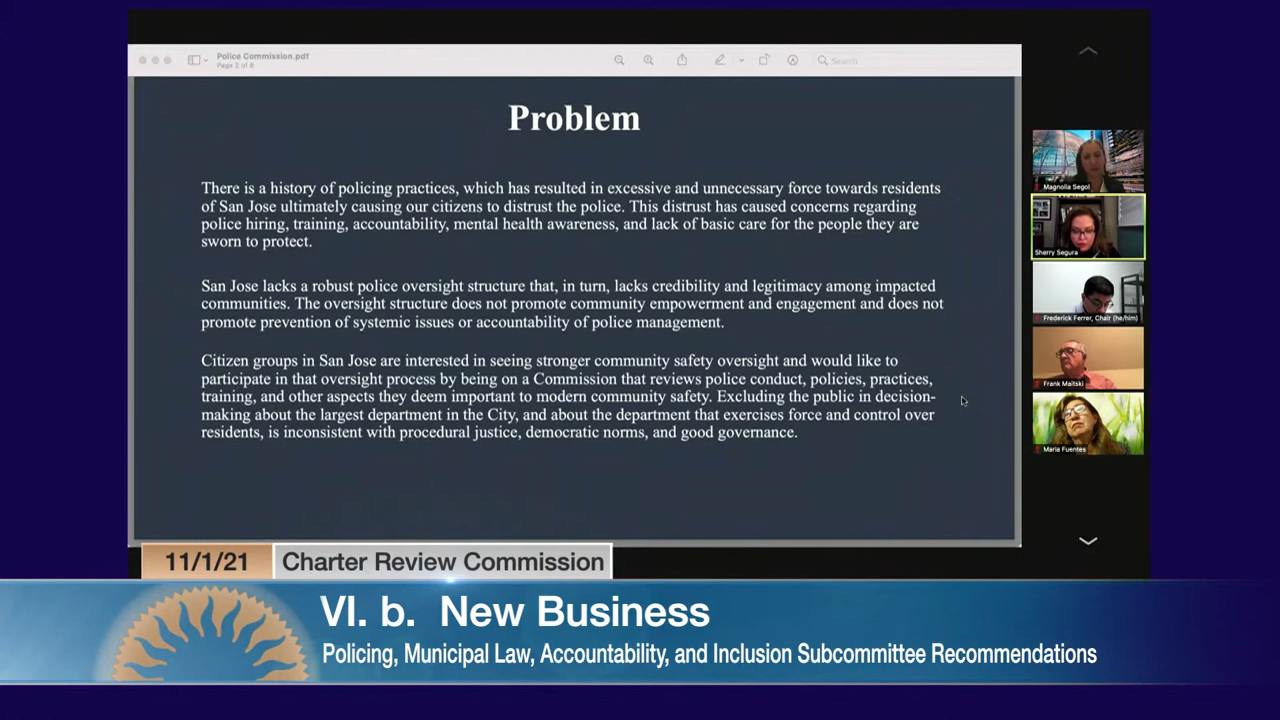 Police Commission.pdf
Page 2 of 8
Search
Problem
There is a history of policing practices, which has resulted in excessive and unnecessary force towards residents
of San Jose ultimately causing our citizens to distrust the police. This distrust has caused concerns regarding
police hiring, training, accountability, mental health awareness, and lack of basic care for the people they are
sworn to protect.
San Jose lacks a robust police oversight structure that, in turn, lacks credibility and legitimacy among impacted
communities. The oversight structure does not promote community empowerment and engagement and does not
promote prevention of systemic issues or accountability of police management.
Citizen groups in San Jose are interested in seeing stronger community safety oversight and would like to
participate in that oversight process by being on a Commission that reviews police conduct, policies, practices,
training, and other aspects they deem important to modern community safety. Excluding the public in decision-
making about the largest department in the City, and about the department that exercises force and control over
residents, is inconsistent with procedural justice, democratic norms, and good governance.
Magnolia Segol
Sherry Segura
Frederick Ferrer, Chair (he/him)
Frank Maitski
Maria Fuentes
11/1/21
Charter Review Commission
VI. b. New Business
Policing, Municipal Law, Accountability, and Inclusion Subcommittee Recommendations